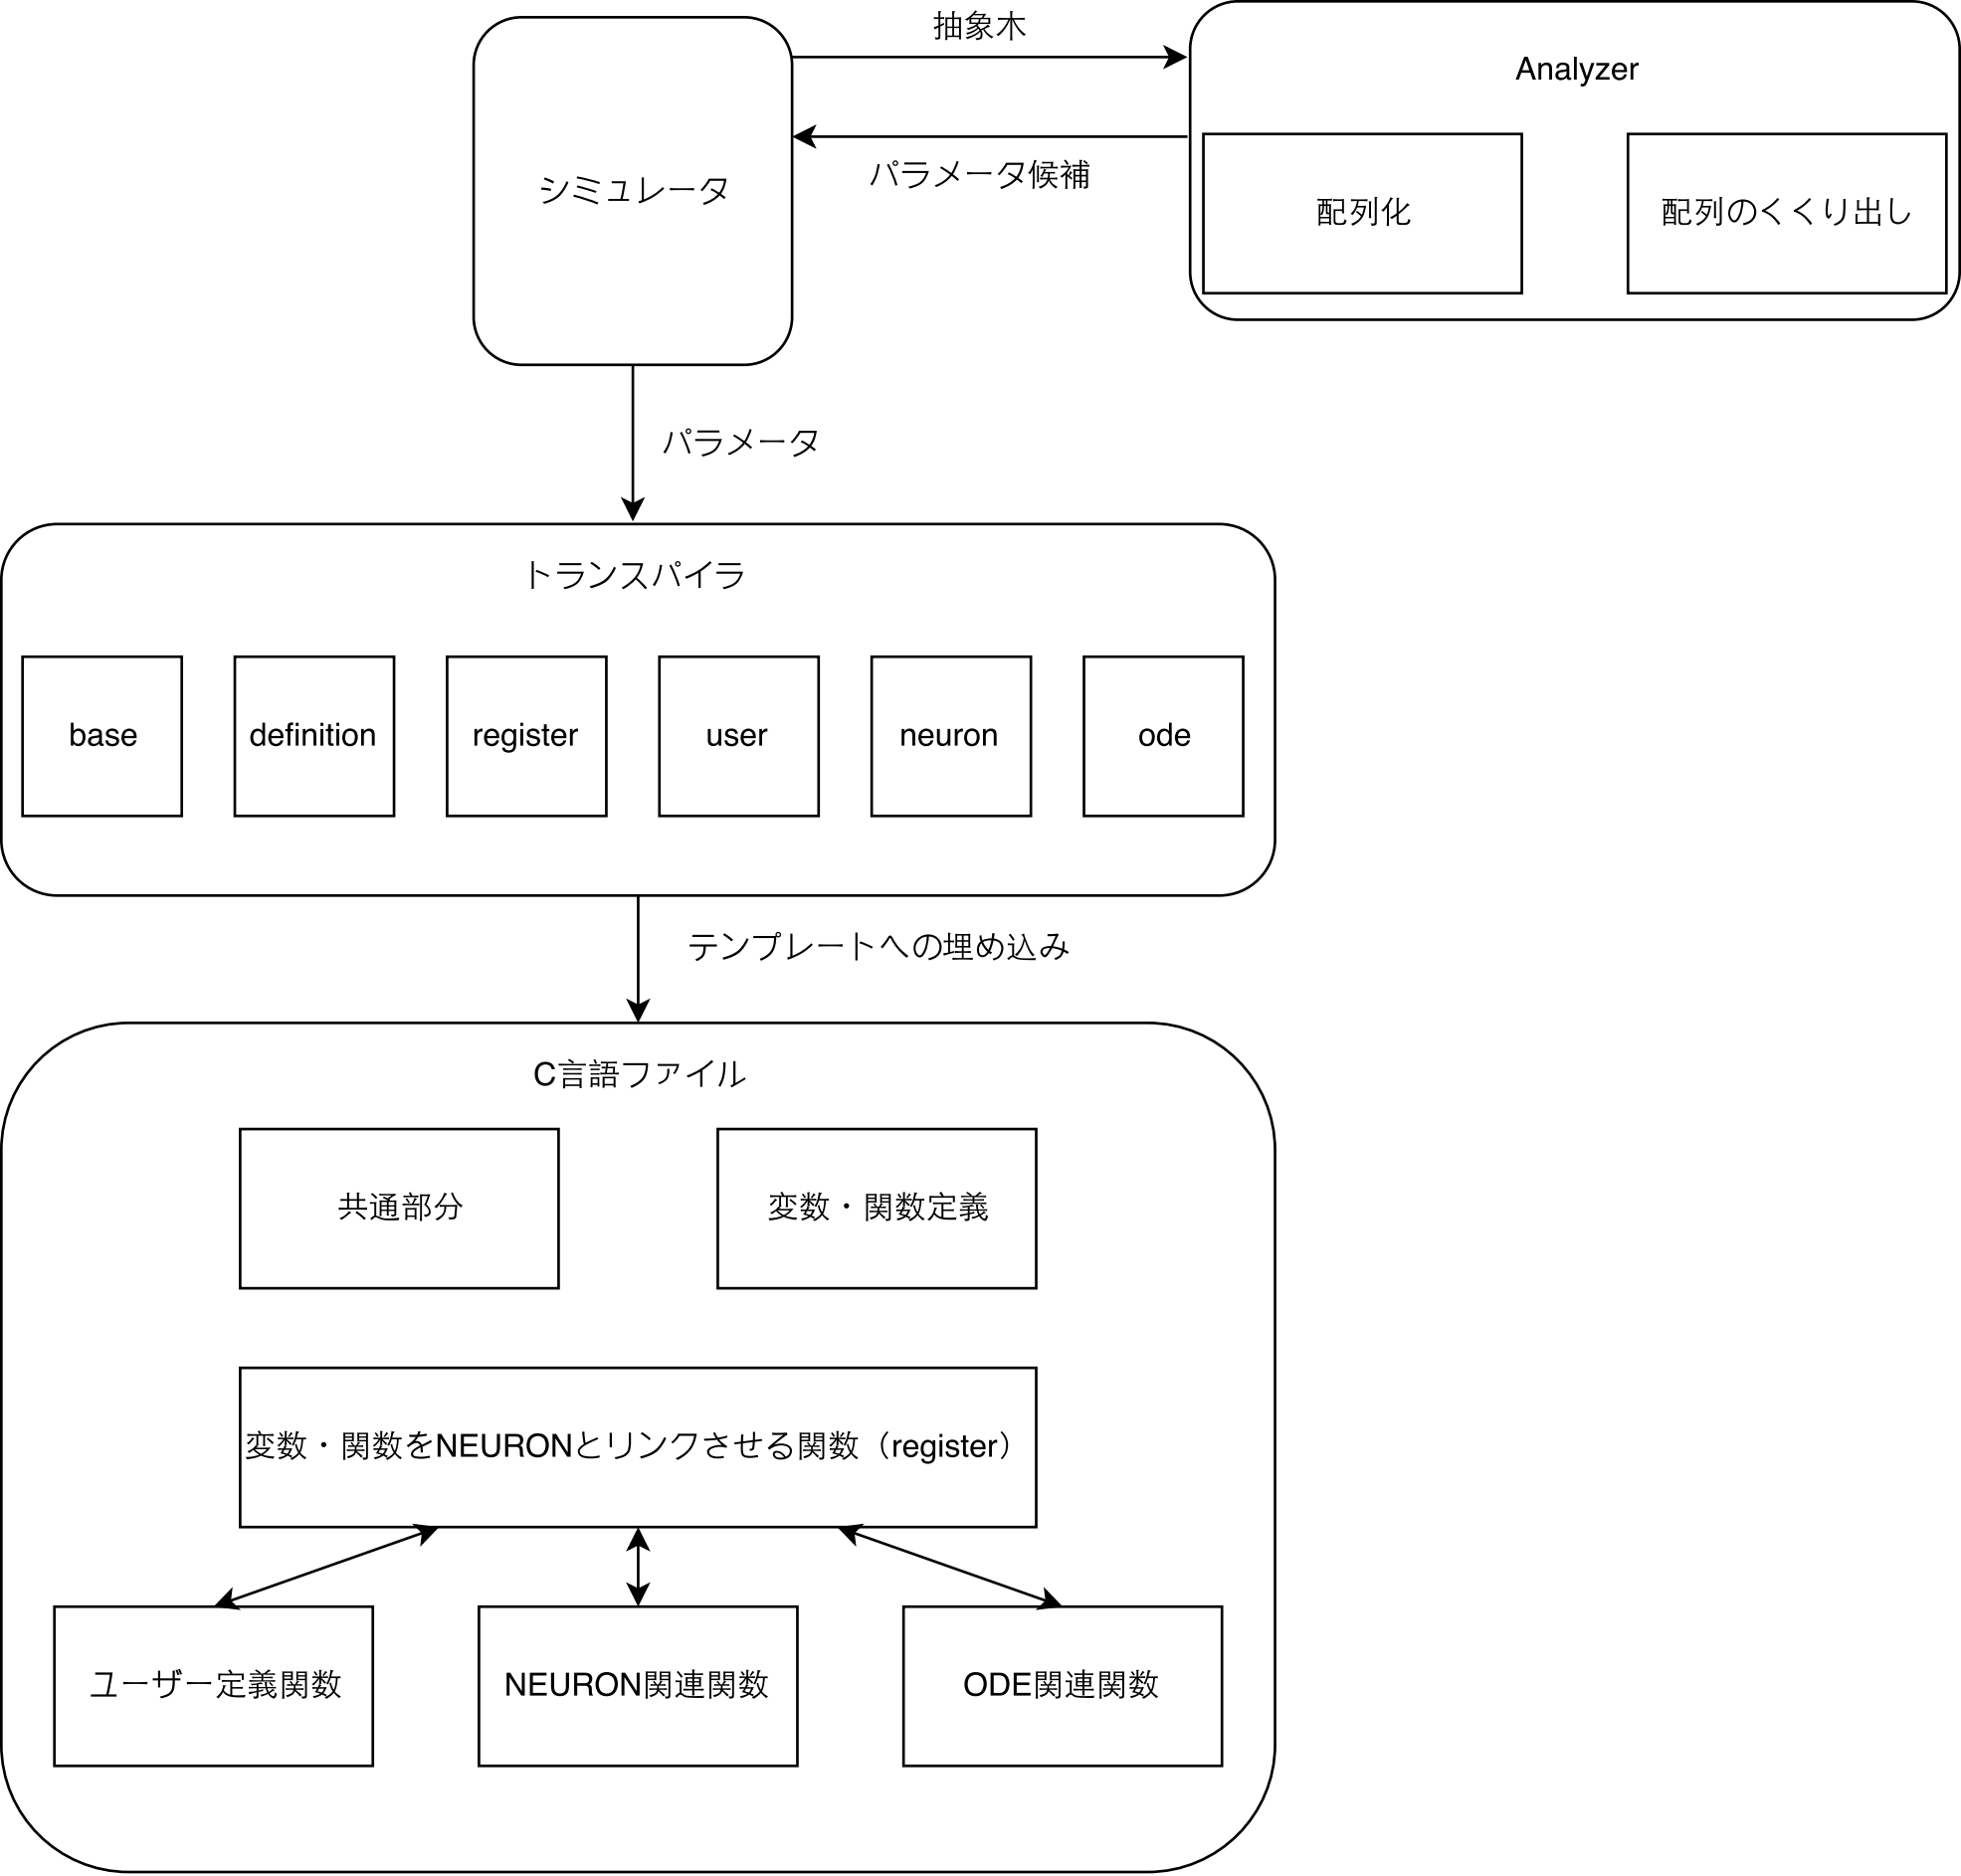 抽象木
Analyzer
シミュレータ
パラメータ候補
配列化
配列のくくり出し
パラメータ
トランスパイラ
base
definition
register
user
neuron
ode
テンプレートへの埋め込み
C言語ファイル
共通部分
変数・関数定義
変数・関数をNEURONとリンクさせる関数（register）
ユーザー定義関数
NEURON関連関数
ODE関連関数